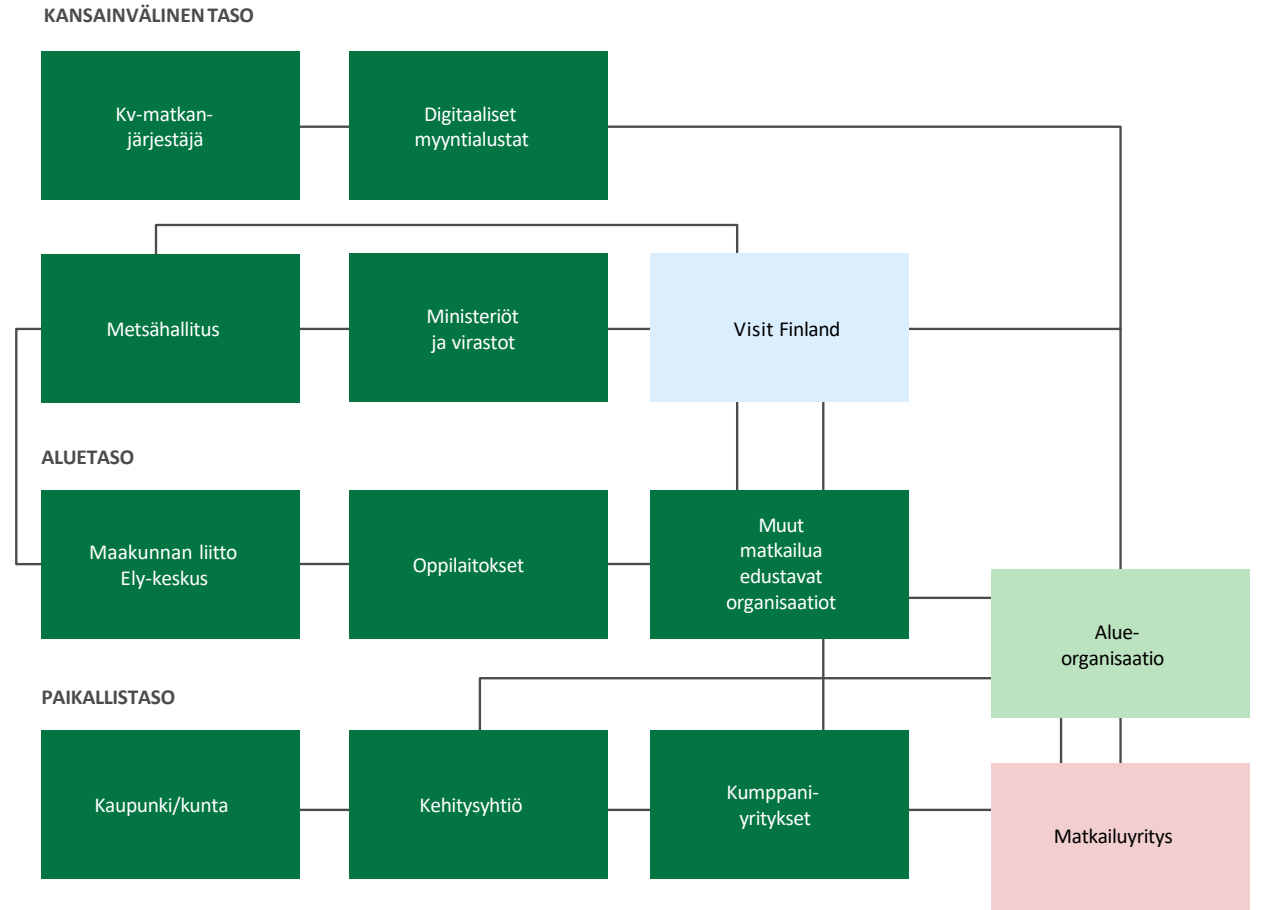 KANSAINVÄLINEN TASO
Kv-matkan-
järjestäjä
Digitaaliset
myyntialustat
Metsähallitus
Ministeriöt
ja virastot
Visit Finland
ALUETASO
Maakunnan liitto
Ely-keskus
Oppilaitokset
Muut
matkailua
edustavat
organisaatiot
Alue-
organisaatio
PAIKALLISTASO
Kaupunki/kunta
Kehitysyhtiö
Kumppani-
yritykset
Matkailuyritys